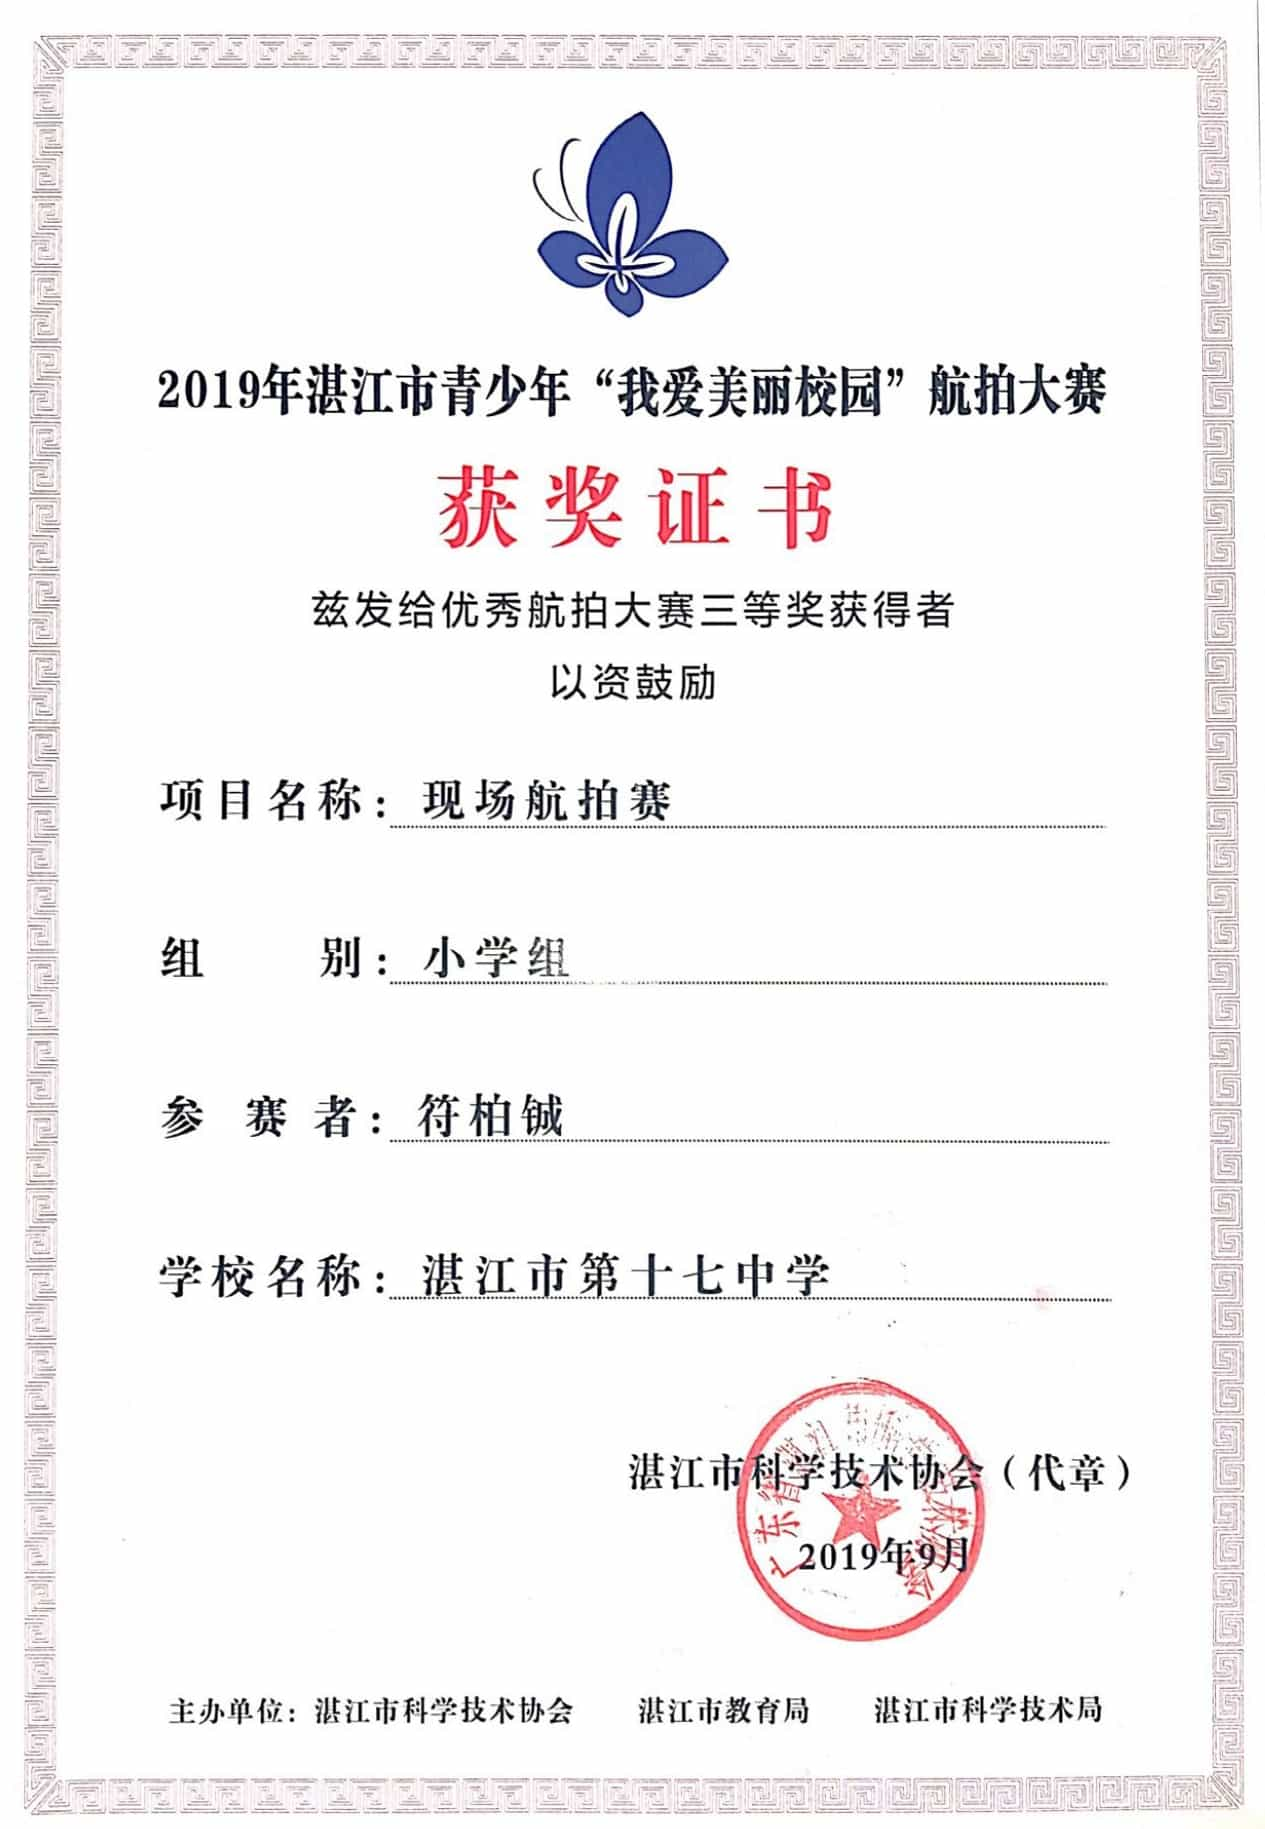 2019年湛江市青少年“我爱美丽校园”航拍大赛
获奖证书
兹发给优秀航拍大赛三等奖获得者
以资鼓励
项目名称：现场航拍赛
组 别：小学组
参 赛 者：符柏铖
学校名称：湛江市第十七中学
湛江市科学技术协会（代章）
2019年9月
广东省
主办单位：湛江市科学技术协会 湛江市教育局 湛江市科学技术局